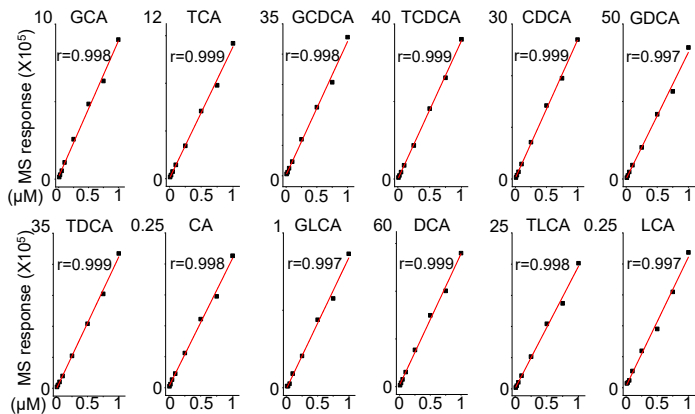 10 GCA 12 TCA 35 GCDCA 40 TCDCA 30 CDCA 50 GDCA
r=0.998 r=0.999 r=0.998 r=0.999 r=0.999 r=0.997
MS response (X10⁵)
0 0 0 0 0 0
(μM) 0 0.5 1 0 0.5 1 0 0.5 1 0 0.5 1 0 0.5 1 0 0.5 1
35 TDCA 0.25 CA 1 GLCA 60 DCA 25 TLCA 0.25 LCA
r=0.999 r=0.998 r=0.997 r=0.999 r=0.998 r=0.997
MS response (X10⁵)
0 0 0 0 0 0
(μM) 0 0.5 1 0 0.5 1 0 0.5 1 0 0.5 1 0 0.5 1 0 0.5 1